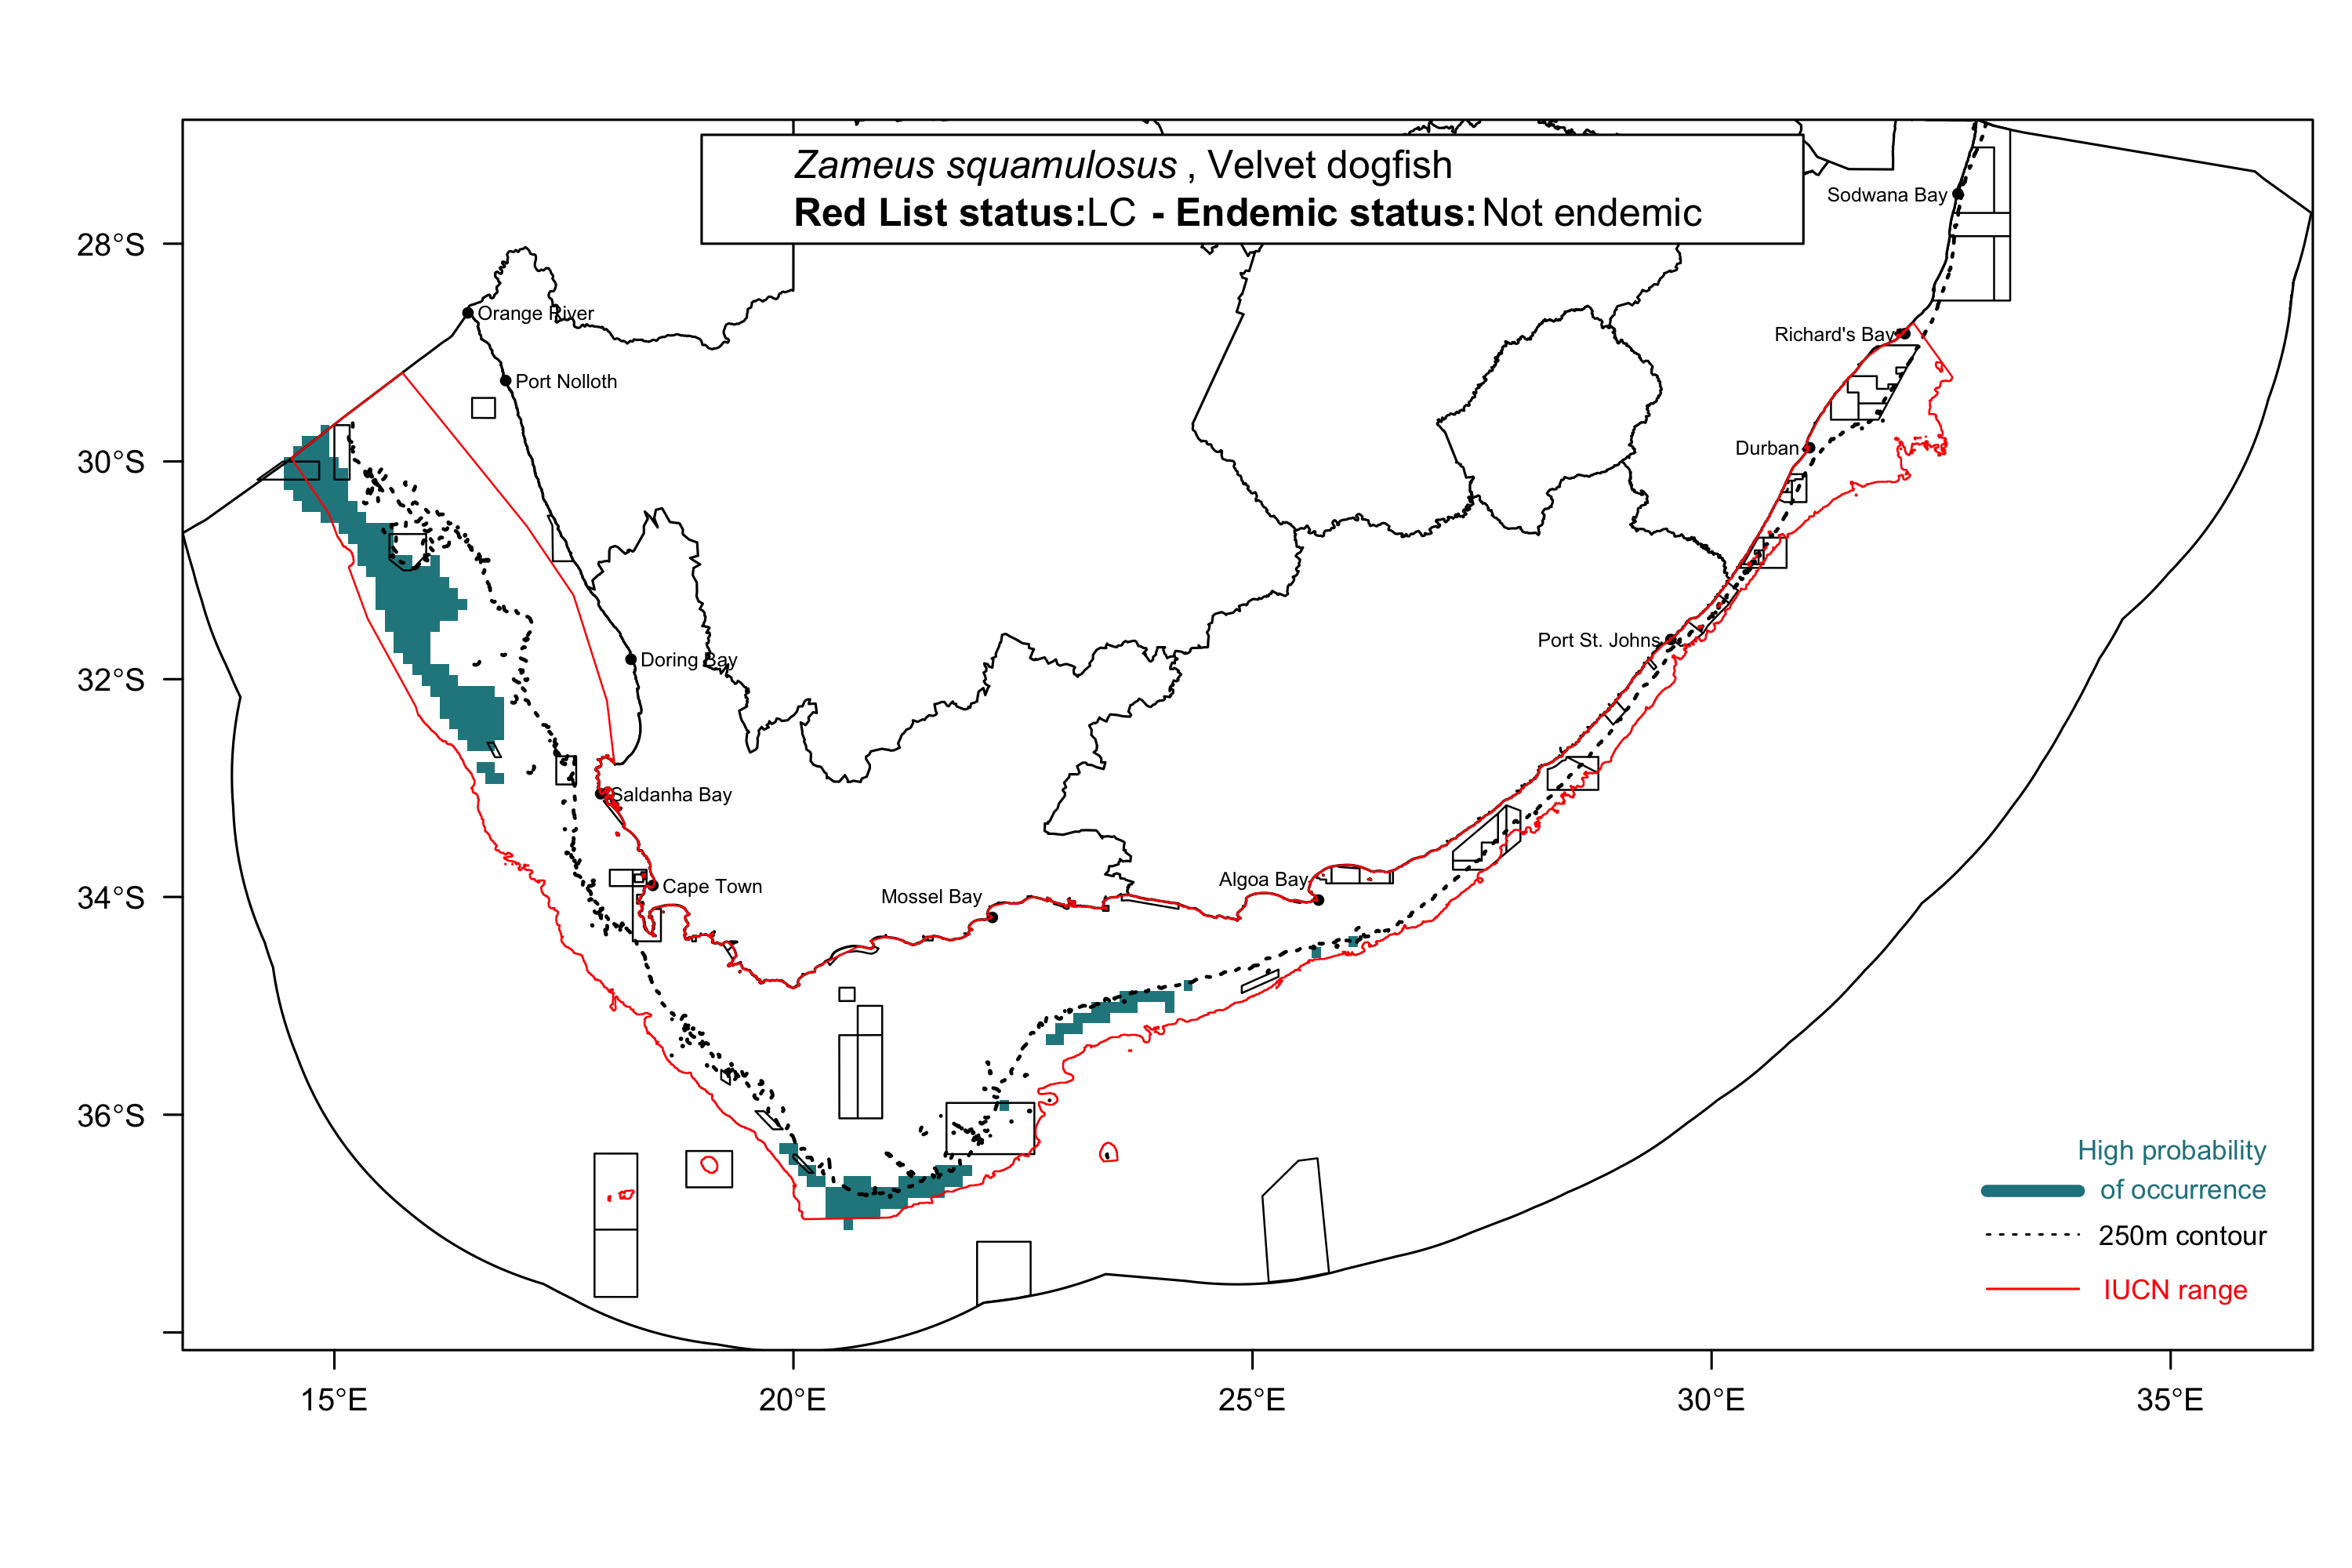 Zameus squamulosus , Velvet dogfish
Red List status:LC - Endemic status: Not endemic
Sodwana Bay
28°S
Orange River
Richard's Bay
Port Nolloth
Durban
30°S
Port St. Johns
Doring Bay
32°S
Saldanha Bay
Cape Town
Algoa Bay
Mossel Bay
34°S
36°S
High probability
of occurrence
250m contour
IUCN range
15°E
20°E
25°E
30°E
35°E